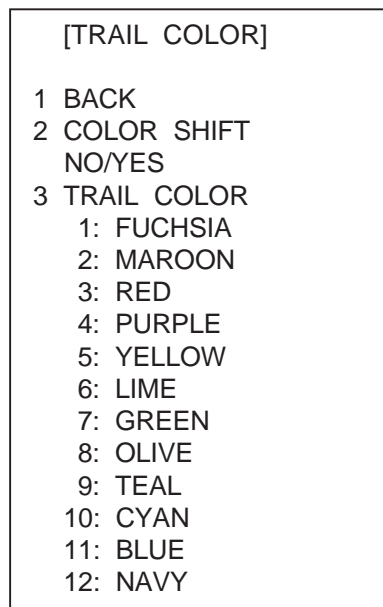 [TRAIL COLOR]
1 BACK
2 COLOR SHIFT
NO/YES
3 TRAIL COLOR
1: FUCHSIA
2: MAROON
3: RED
4: PURPLE
5: YELLOW
6: LIME
7: GREEN
8: OLIVE
9: TEAL
10: CYAN
11: BLUE
12: NAVY